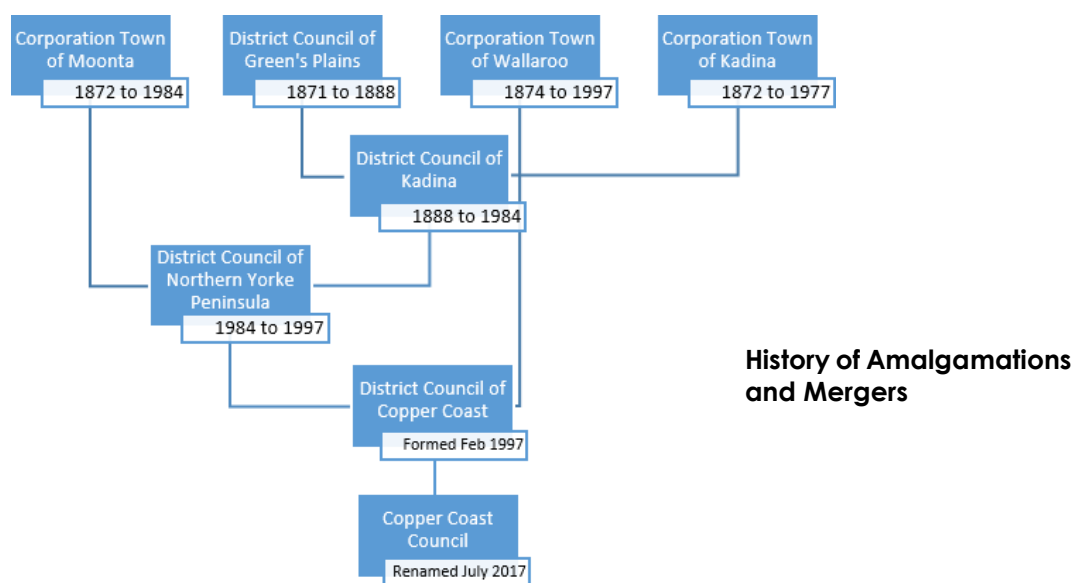 Corporation Town
of Moonta
1872 to 1984
District Council of
Green's Plains
1871 to 1888
Corporation Town
of Wallaroo
1874 to 1997
Corporation Town
of Kadina
1872 to 1977
District Council of
Kadina
1888 to 1984
District Council of
Northern Yorke
Peninsula
1984 to 1997
History of Amalgamations
and Mergers
District Council of
Copper Coast
Formed Feb 1997
Copper Coast
Council
Renamed July 2017